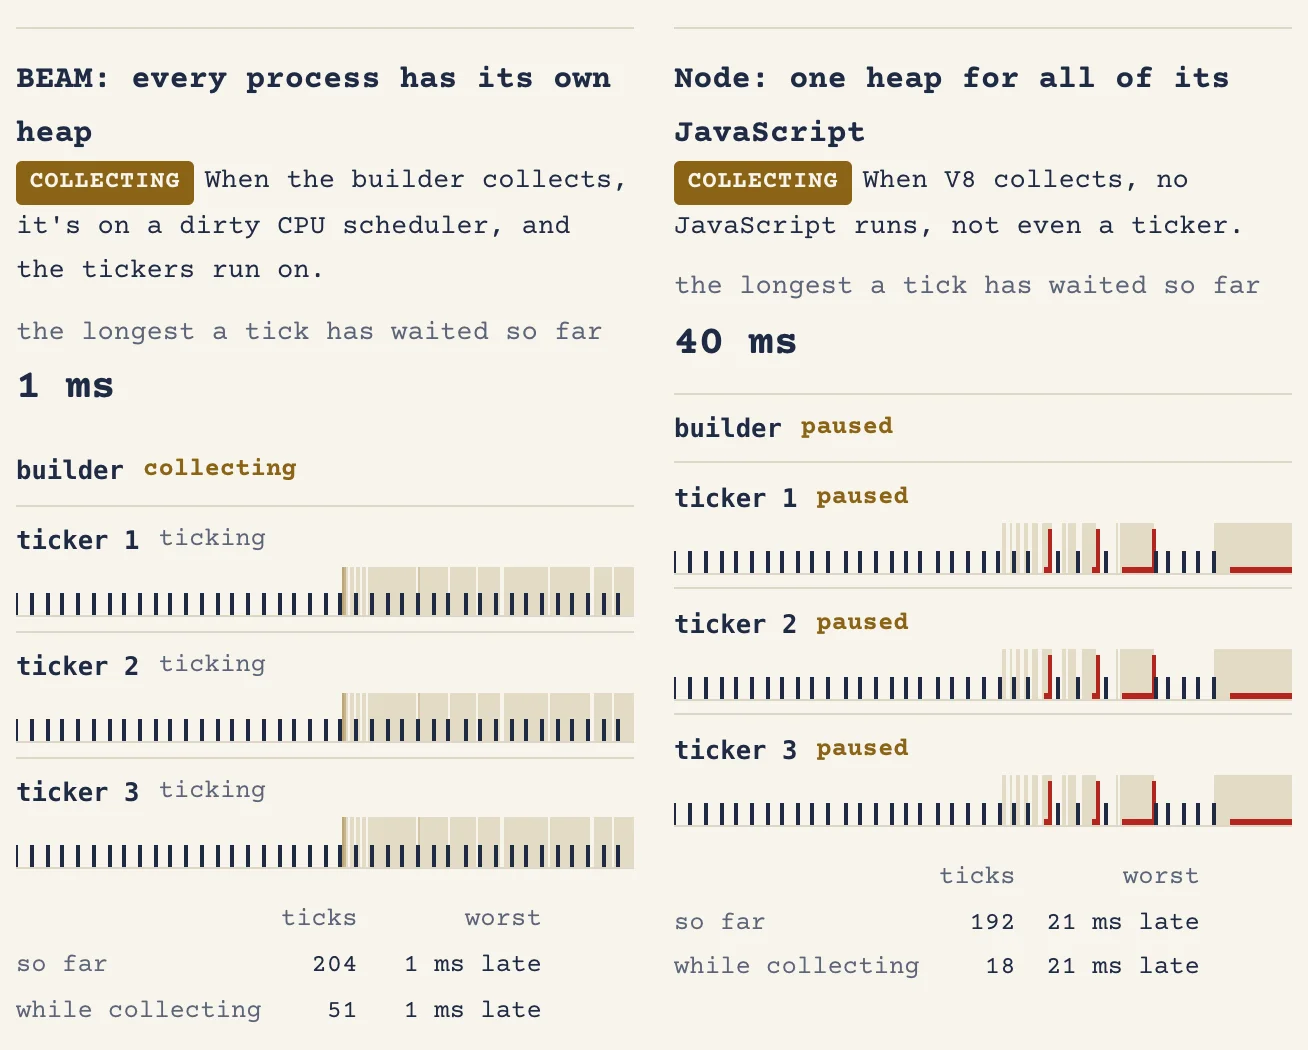 BEAM: every process has its own
heap
COLLECTING When the builder collects,
it's on a dirty CPU scheduler, and
the tickers run on.
the longest a tick has waited so far
1 ms
builder collecting
ticker 1 ticking
ticker 2 ticking
ticker 3 ticking
ticks worst
so far 204 1 ms late
while collecting 51 1 ms late
Node: one heap for all of its
JavaScript
COLLECTING When V8 collects, no
JavaScript runs, not even a ticker.
the longest a tick has waited so far
40 ms
builder paused
ticker 1 paused
ticker 2 paused
ticker 3 paused
ticks worst
so far 192 21 ms late
while collecting 18 21 ms late